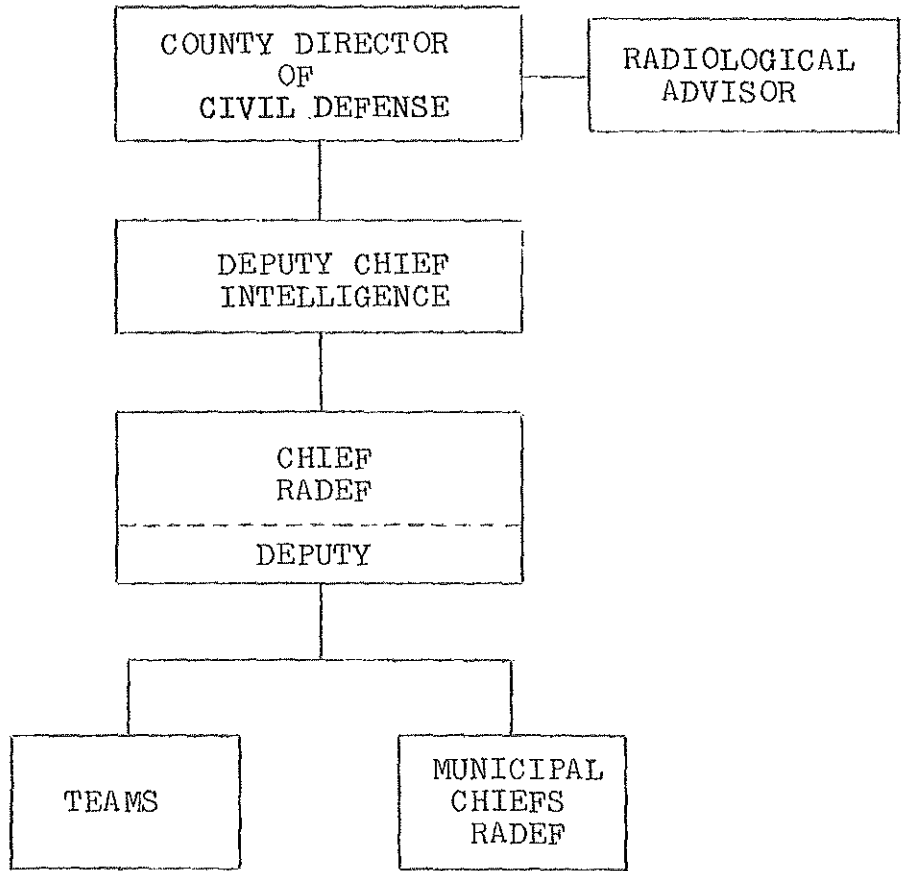 COUNTY DIRECTOR
OF
CIVIL DEFENSE
RADIOLOGICAL
ADVISOR
DEPUTY CHIEF
INTELLIGENCE
CHIEF
RADEF
DEPUTY
TEAMS
MUNICIPAL
CHIEFS
RADEF